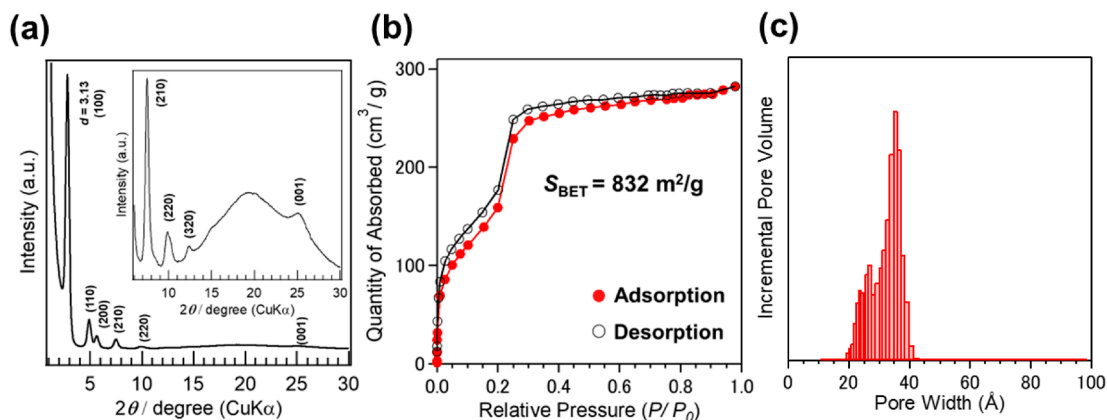 (a)
Intensity (a.u.)
d = 3.13
(100)
(110)
(200)
(210)
(220)
(001)
5 10 15 20 25 30
2θ / degree (CuKα)
Intensity (a.u.)
(210)
(220)
(320)
(001)
10 15 20 25 30
2θ / degree (CuKα)
(b)
Quantity of Absorbed (cm³/ g)
300
200
100
0
S_BET = 832 m²/g
Adsorption
Desorption
0.0 0.2 0.4 0.6 0.8 1.0
Relative Pressure (P/ P₀)
(c)
Incremental Pore Volume
0 20 40 60 80 100
Pore Width (Å)